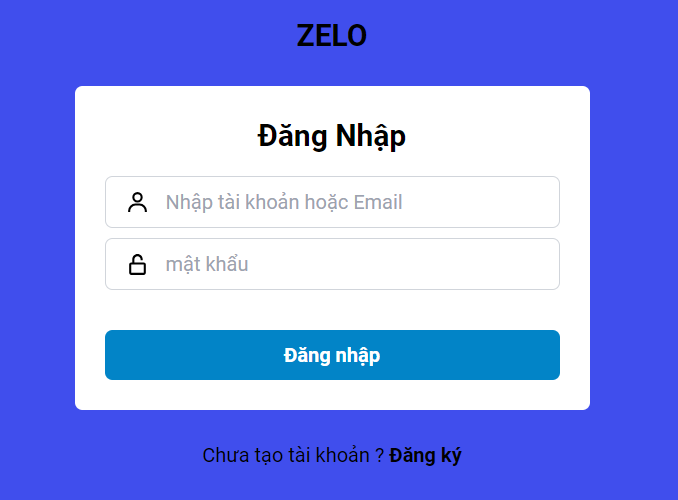 ZELO
Đăng Nhập
Nhập tài khoản hoặc Email
mật khẩu
Đăng nhập
Chưa tạo tài khoản ? Đăng ký